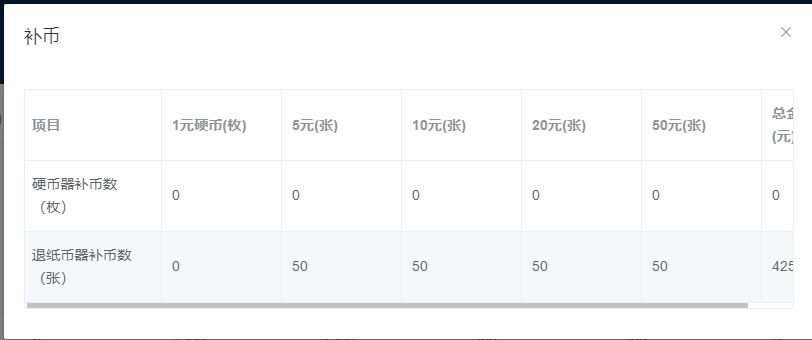 补币
项目 1元硬币(枚) 5元(张) 10元(张) 20元(张) 50元(张) 总金
(元)
硬币器补币数
（枚） 0 0 0 0 0 0
退纸币器补币数
（张） 0 50 50 50 50 425